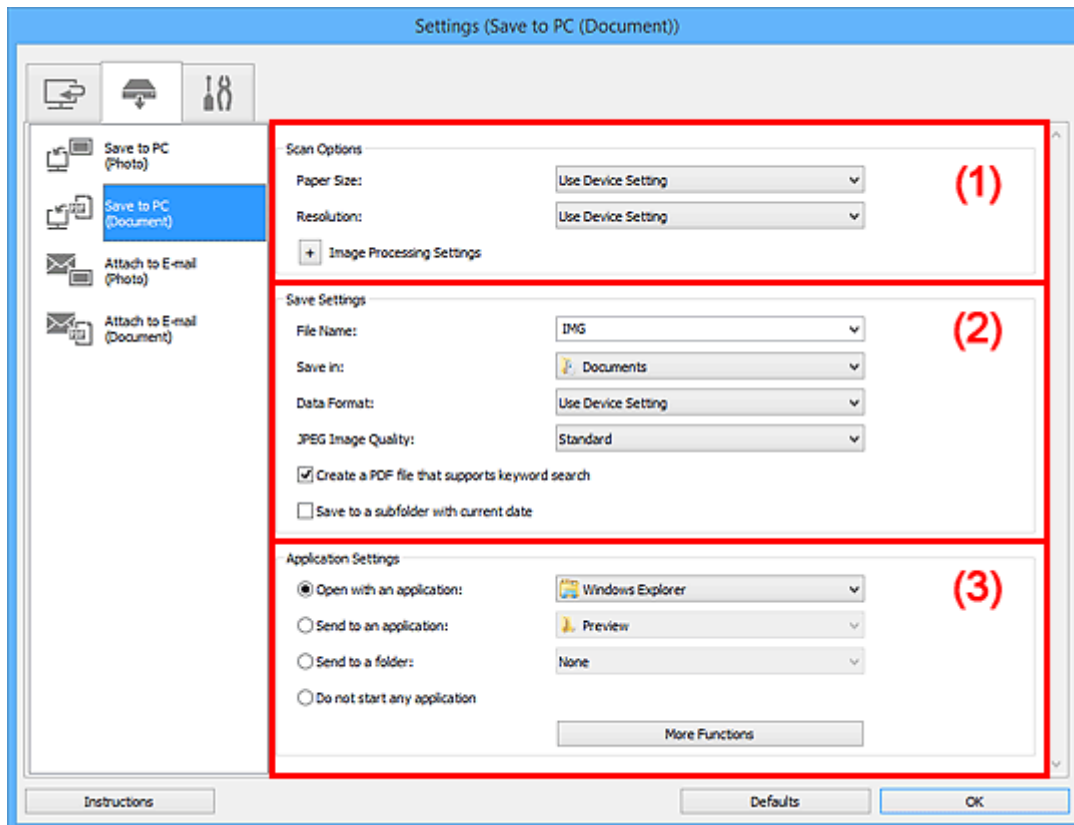 Settings (Save to PC (Document))
Save to PC
(Photo)
Save to PC
(Document)
Attach to E-mail
(Photo)
Attach to E-mail
(Document)
Scan Options
(1)
Paper Size: Use Device Setting
Resolution: Use Device Setting
+ Image Processing Settings
Save Settings
(2)
File Name: IMG
Save in: Documents
Data Format: Use Device Setting
JPEG Image Quality: Standard
Create a PDF file that supports keyword search
Save to a subfolder with current date
Application Settings
(3)
Open with an application: Windows Explorer
Send to an application: Preview
Send to a folder: None
Do not start any application
More Functions
Instructions Defaults OK